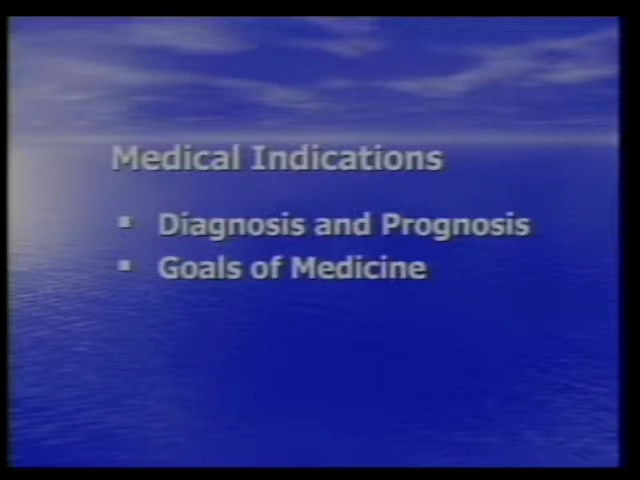 Medical Indications
▪ Diagnosis and Prognosis
▪ Goals of Medicine